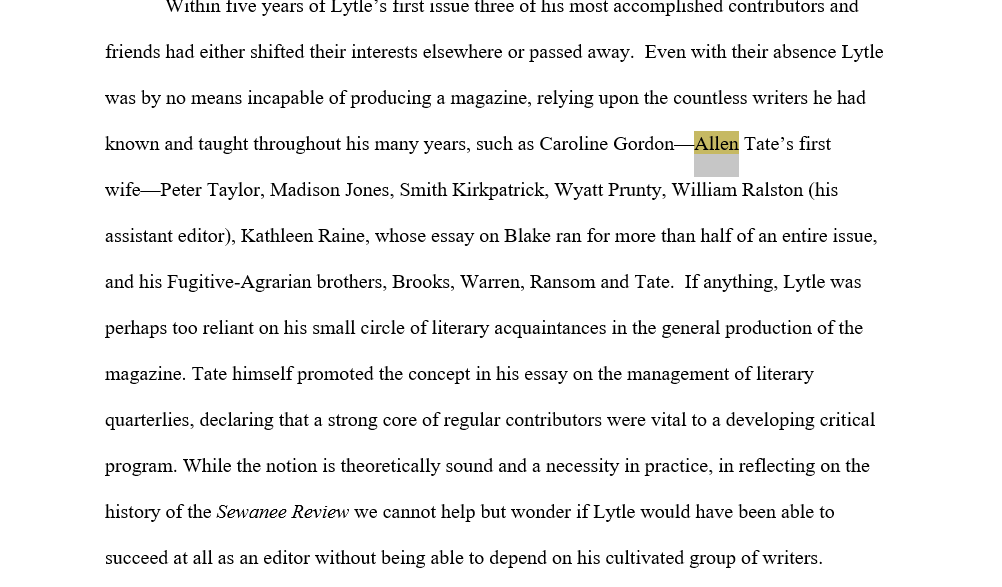 Within five years of Lytle’s first issue three of his most accomplished contributors and
friends had either shifted their interests elsewhere or passed away.  Even with their absence Lytle
was by no means incapable of producing a magazine, relying upon the countless writers he had
known and taught throughout his many years, such as Caroline Gordon—Allen Tate’s first
wife—Peter Taylor, Madison Jones, Smith Kirkpatrick, Wyatt Prunty, William Ralston (his
assistant editor), Kathleen Raine, whose essay on Blake ran for more than half of an entire issue,
and his Fugitive-Agrarian brothers, Brooks, Warren, Ransom and Tate.  If anything, Lytle was
perhaps too reliant on his small circle of literary acquaintances in the general production of the
magazine. Tate himself promoted the concept in his essay on the management of literary
quarterlies, declaring that a strong core of regular contributors were vital to a developing critical
program. While the notion is theoretically sound and a necessity in practice, in reflecting on the
history of the Sewanee Review we cannot help but wonder if Lytle would have been able to
succeed at all as an editor without being able to depend on his cultivated group of writers.